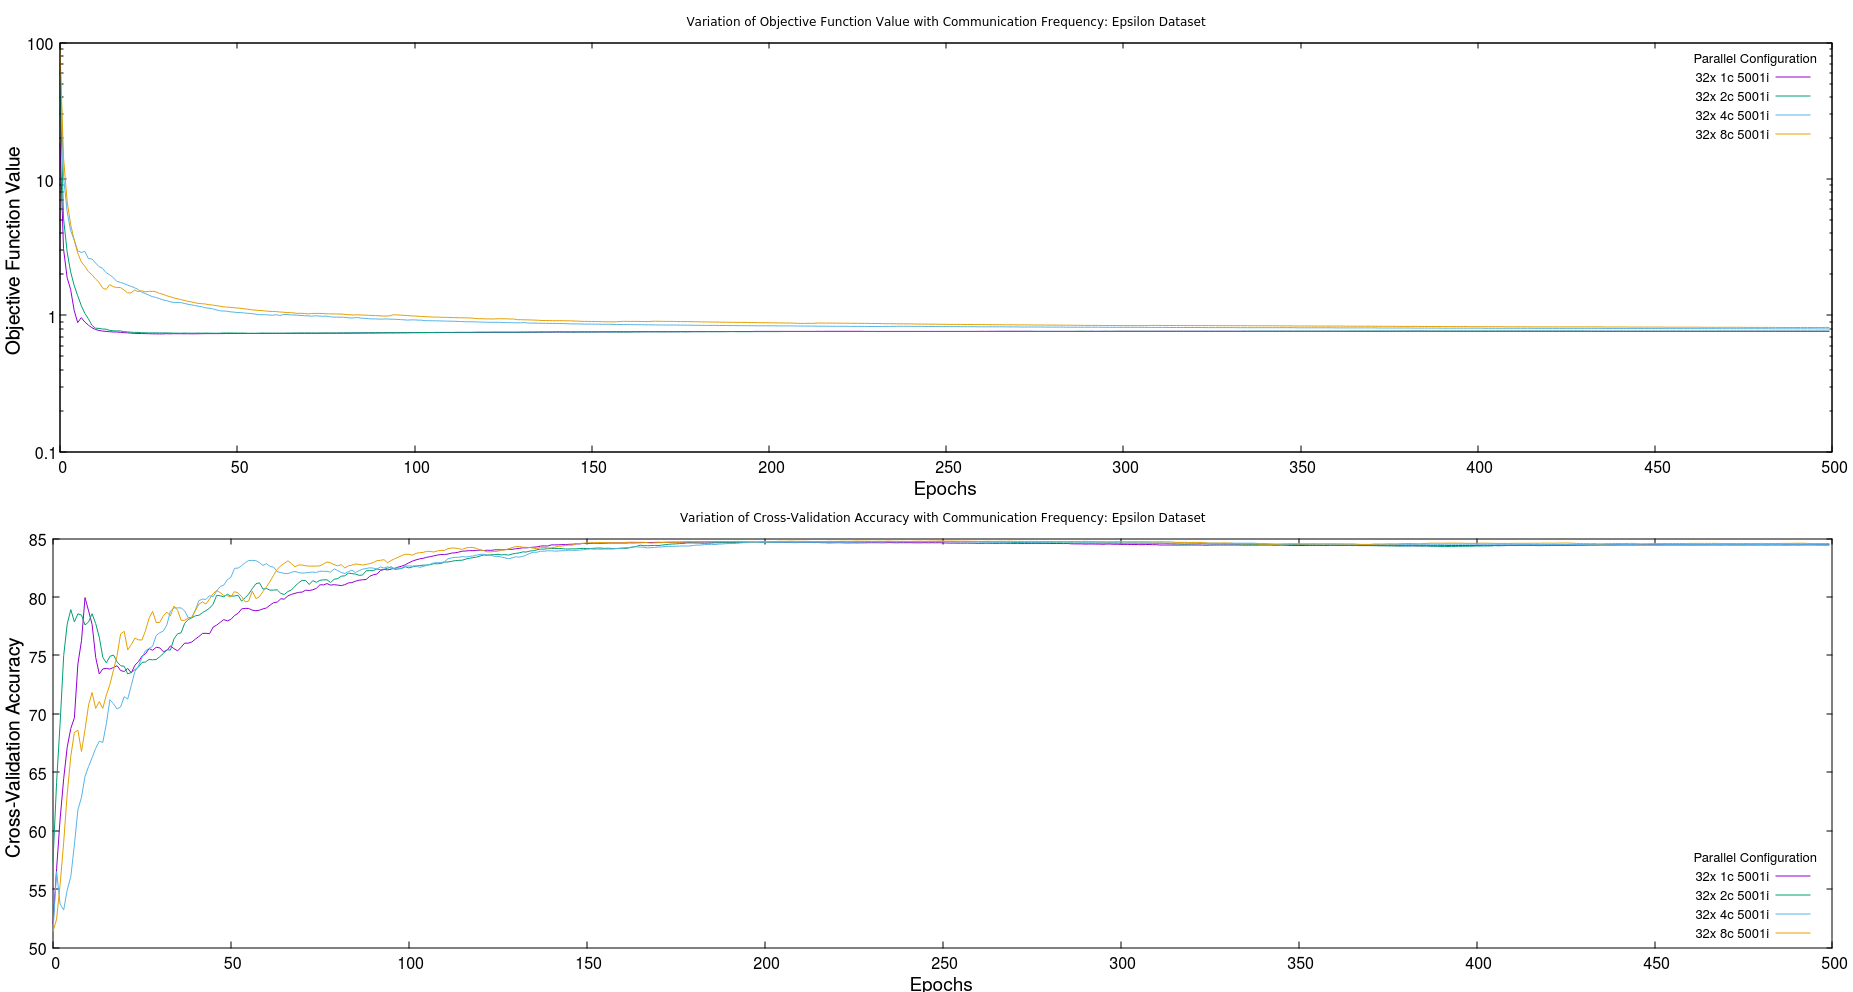 Variation of Objective Function Value with Communication Frequency: Epsilon Dataset
Objective Function Value
100
10
1
0.1
Parallel Configuration
32x 1c 5001i
32x 2c 5001i
32x 4c 5001i
32x 8c 5001i
0 50 100 150 200 250 300 350 400 450 500
Epochs
Variation of Cross-Validation Accuracy with Communication Frequency: Epsilon Dataset
Cross-Validation Accuracy
85
80
75
70
65
60
55
50
Parallel Configuration
32x 1c 5001i
32x 2c 5001i
32x 4c 5001i
32x 8c 5001i
0 50 100 150 200 250 300 350 400 450 500
Epochs